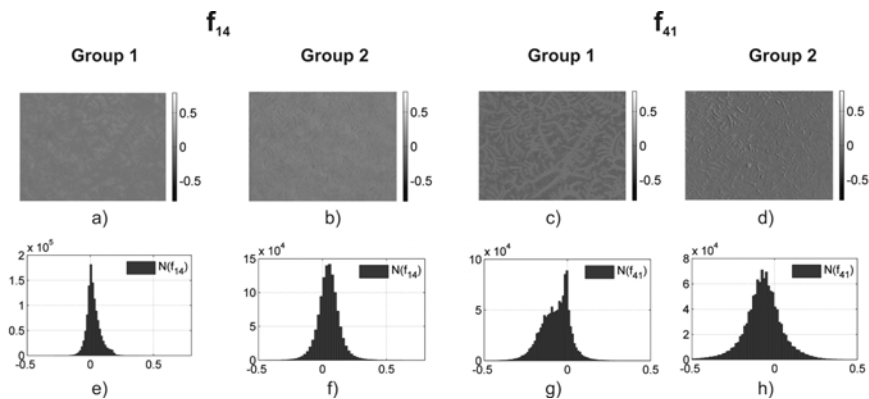 f14 f41
Group 1 Group 2 Group 1 Group 2
0.5 0.5 0.5 0.5
0 0 0 0
-0.5 -0.5 -0.5 -0.5
a) b) c) d)
x 10^5 x 10^4 x 10^4 x 10^4
2 15 10 8
N(f14) N(f14) N(f41) N(f41)
1.5 6
1 10 5 4
0.5 5 2
0 0 0 0
-0.5 0 0.5 -0.5 0 0.5 -0.5 0 0.5 -0.5 0 0.5
e) f) g) h)